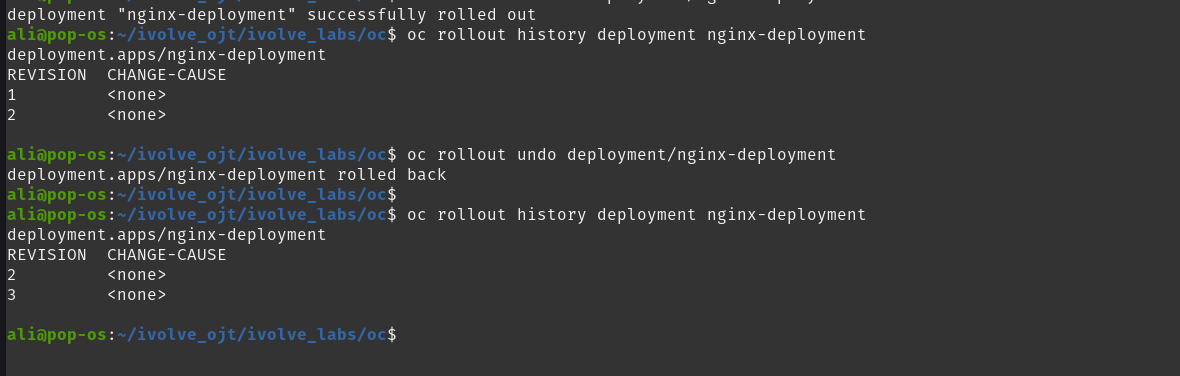 deployment "nginx-deployment" successfully rolled out
ali@pop-os:~/ivolve_ojt/ivolve_labs/oc$ oc rollout history deployment nginx-deployment
deployment.apps/nginx-deployment
REVISION  CHANGE-CAUSE
1         <none>
2         <none>
ali@pop-os:~/ivolve_ojt/ivolve_labs/oc$ oc rollout undo deployment/nginx-deployment
deployment.apps/nginx-deployment rolled back
ali@pop-os:~/ivolve_ojt/ivolve_labs/oc$
ali@pop-os:~/ivolve_ojt/ivolve_labs/oc$ oc rollout history deployment nginx-deployment
deployment.apps/nginx-deployment
REVISION  CHANGE-CAUSE
2         <none>
3         <none>
ali@pop-os:~/ivolve_ojt/ivolve_labs/oc$